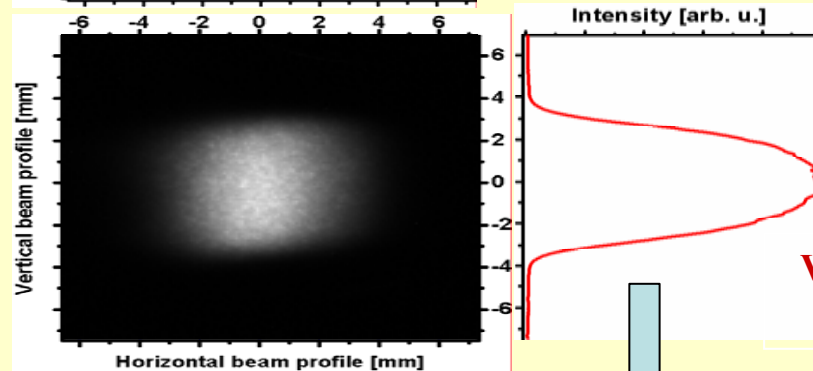 -6 -4 -2 0 2 4 6
Intensity [arb. u.]
Vertical beam profile [mm]
6
4
2
0
-2
-4
-6
Horizontal beam profile [mm]